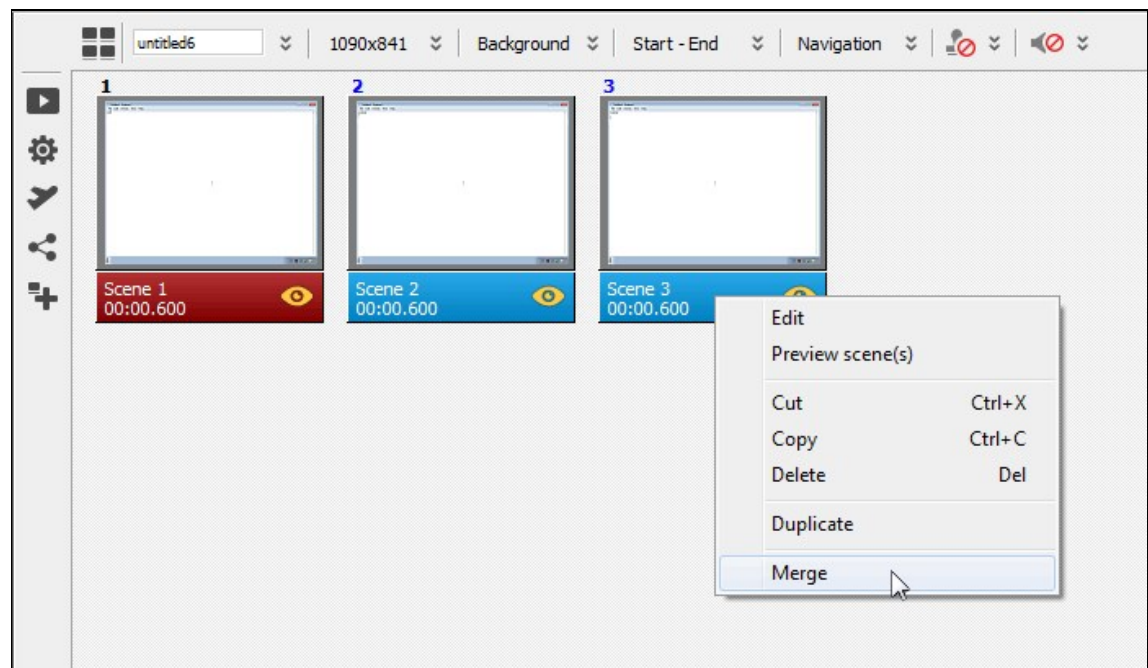 untitled6 1090x841 Background Start - End Navigation
1 2 3
Scene 1 Scene 2 Scene 3
00:00.600 00:00.600 00:00.600
Edit
Preview scene(s)
Cut Ctrl+X
Copy Ctrl+C
Delete Del
Duplicate
Merge